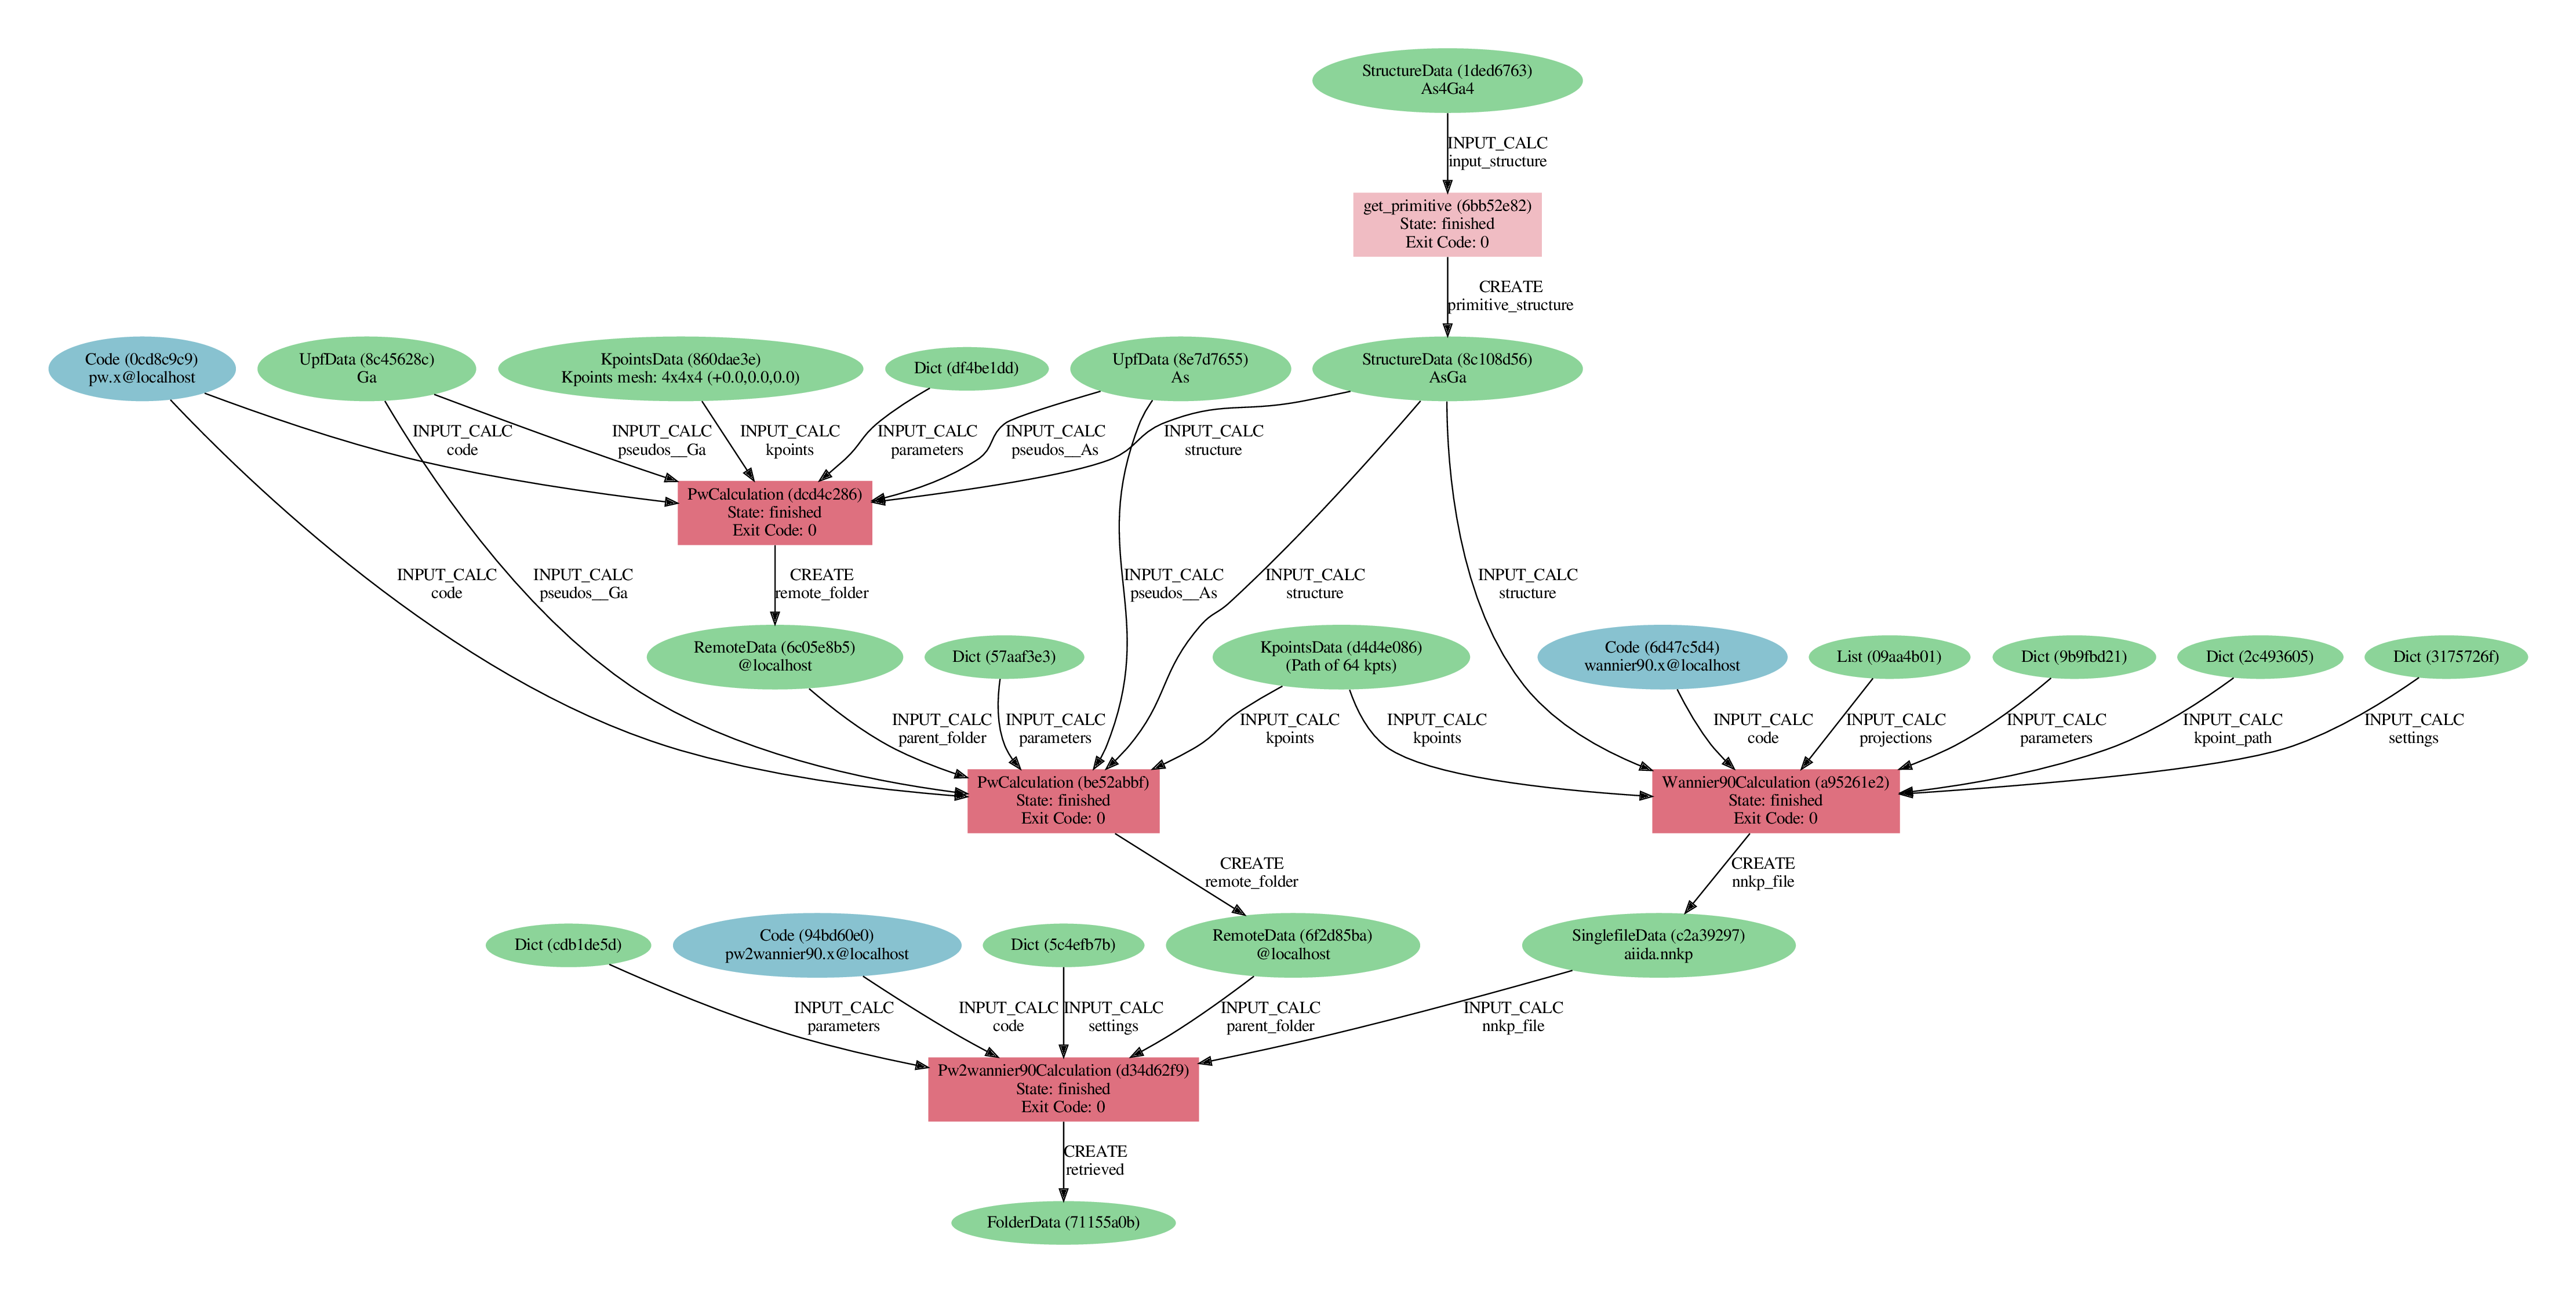 StructureData (1ded6763)
As4Ga4
INPUT_CALC
input_structure
get_primitive (6bb52e82)
State: finished
Exit Code: 0
CREATE
primitive_structure
Code (0cd8c9c9)
pw.x@localhost
UpfData (8c45628c)
Ga
KpointsData (860dae3e)
Kpoints mesh: 4x4x4 (+0.0,0.0,0.0)
Dict (df4be1dd)
UpfData (8e7d7655)
As
StructureData (8c108d56)
AsGa
INPUT_CALC
code
INPUT_CALC
pseudos__Ga
INPUT_CALC
kpoints
INPUT_CALC
parameters
INPUT_CALC
pseudos__As
INPUT_CALC
structure
PwCalculation (dcd4c286)
State: finished
Exit Code: 0
INPUT_CALC
code
INPUT_CALC
pseudos__Ga
CREATE
remote_folder
INPUT_CALC
pseudos__As
INPUT_CALC
structure
INPUT_CALC
structure
RemoteData (6c05e8b5)
@localhost
Dict (57aaf3e3)
KpointsData (d4d4e086)
(Path of 64 kpts)
Code (6d47c5d4)
wannier90.x@localhost
List (09aa4b01)
Dict (9b9fbd21)
Dict (2c493605)
Dict (3175726f)
INPUT_CALC
parent_folder
INPUT_CALC
parameters
INPUT_CALC
kpoints
INPUT_CALC
kpoints
INPUT_CALC
code
INPUT_CALC
projections
INPUT_CALC
parameters
INPUT_CALC
kpoint_path
INPUT_CALC
settings
PwCalculation (be52abbf)
State: finished
Exit Code: 0
Wannier90Calculation (a95261e2)
State: finished
Exit Code: 0
CREATE
remote_folder
CREATE
nnkp_file
Dict (cdb1de5d)
Code (94bd60e0)
pw2wannier90.x@localhost
Dict (5c4efb7b)
RemoteData (6f2d85ba)
@localhost
SinglefileData (c2a39297)
aiida.nnkp
INPUT_CALC
parameters
INPUT_CALC
code
INPUT_CALC
settings
INPUT_CALC
parent_folder
INPUT_CALC
nnkp_file
Pw2wannier90Calculation (d34d62f9)
State: finished
Exit Code: 0
CREATE
retrieved
FolderData (71155a0b)